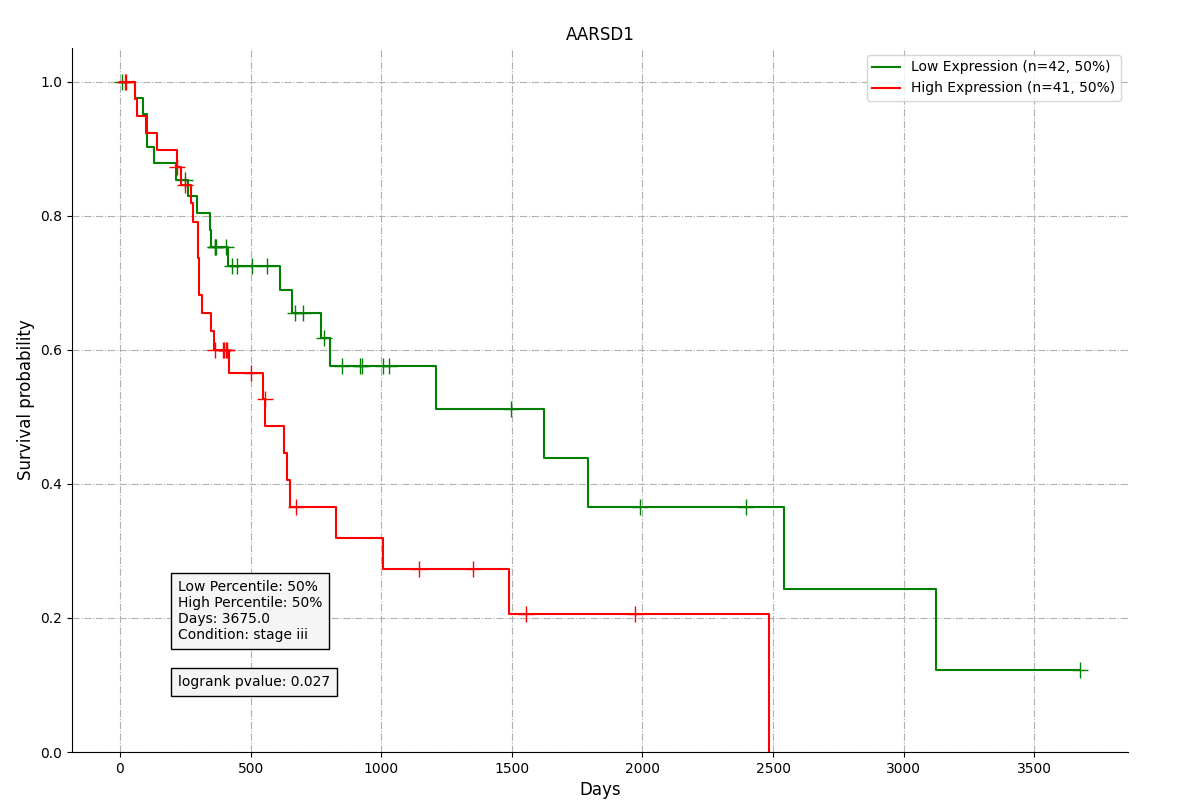 AARSD1
Low Expression (n=42, 50%)
High Expression (n=41, 50%)
Survival probability
1.0
0.8
0.6
0.4
0.2
0.0
Low Percentile: 50%
High Percentile: 50%
Days: 3675.0
Condition: stage iii
logrank pvalue: 0.027
0 500 1000 1500 2000 2500 3000 3500
Days